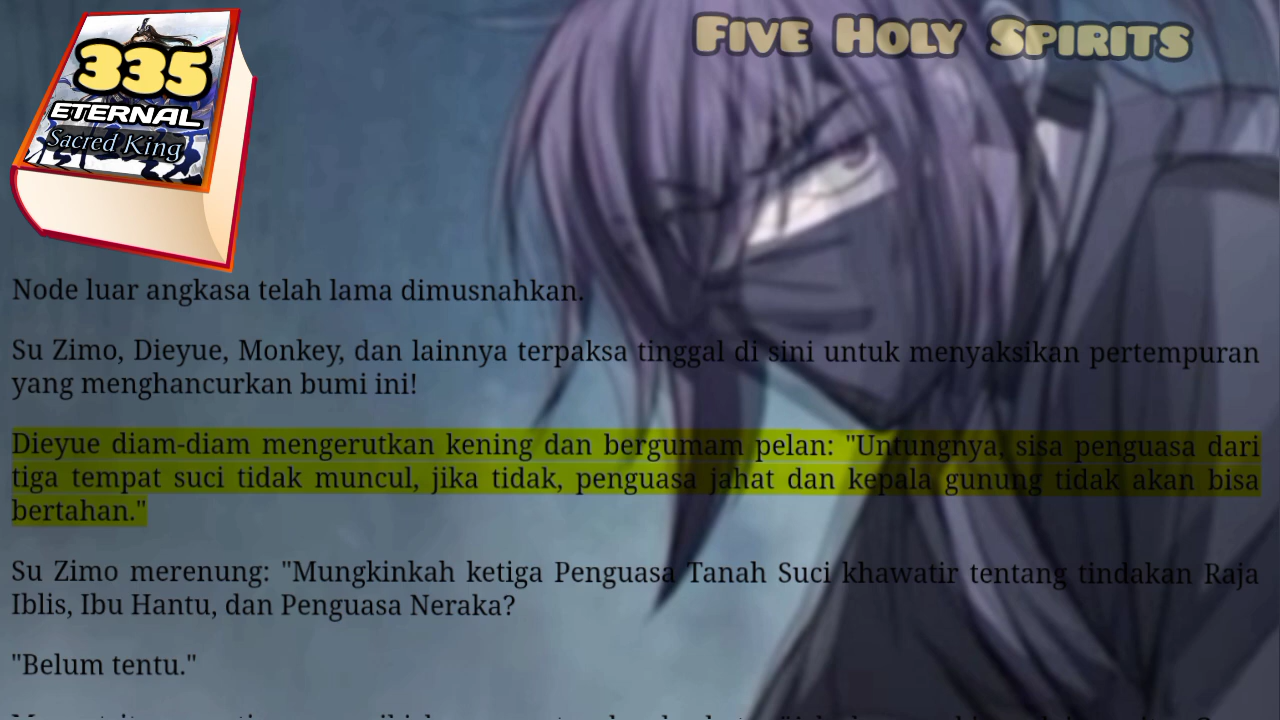 335
ETERNAL
Sacred King
Five Holy Spirits
Node luar angkasa telah lama dimusnahkan.
Su Zimo, Dieyue, Monkey, dan lainnya terpaksa tinggal di sini untuk menyaksikan pertempuran
yang menghancurkan bumi ini!
Dieyue diam-diam mengerutkan kening dan bergumam pelan: "Untungnya, sisa penguasa dari
tiga tempat suci tidak muncul, jika tidak, penguasa jahat dan kepala gunung tidak akan bisa
bertahan."
Su Zimo merenung: "Mungkinkah ketiga Penguasa Tanah Suci khawatir tentang tindakan Raja
Iblis, Ibu Hantu, dan Penguasa Neraka?
"Belum tentu."